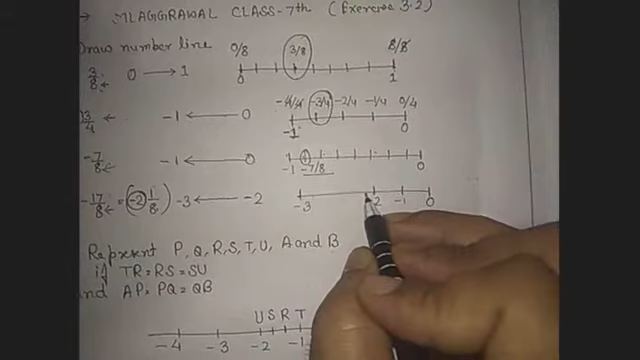 → MLAGGRAWAL CLASS-7th (Exercise 3.2)
Draw number line
3/8 0 → 1 0/8 3/8 8/8
0 1
13/4 ← -1 ← 0 -4/4 -3/4 -2/4 -1/4 0/4
-1 0
-7/8 ← -1 ← 0 -1 -7/8 0
-17/8 ← = (-2 1/8) -3 ← -2 -3 -2 -1 0
Represent P, Q, R, S, T, U, A and B
if TR=RS=SU
and AP=PQ=QB
U S R T
-4 -3 -2 -1